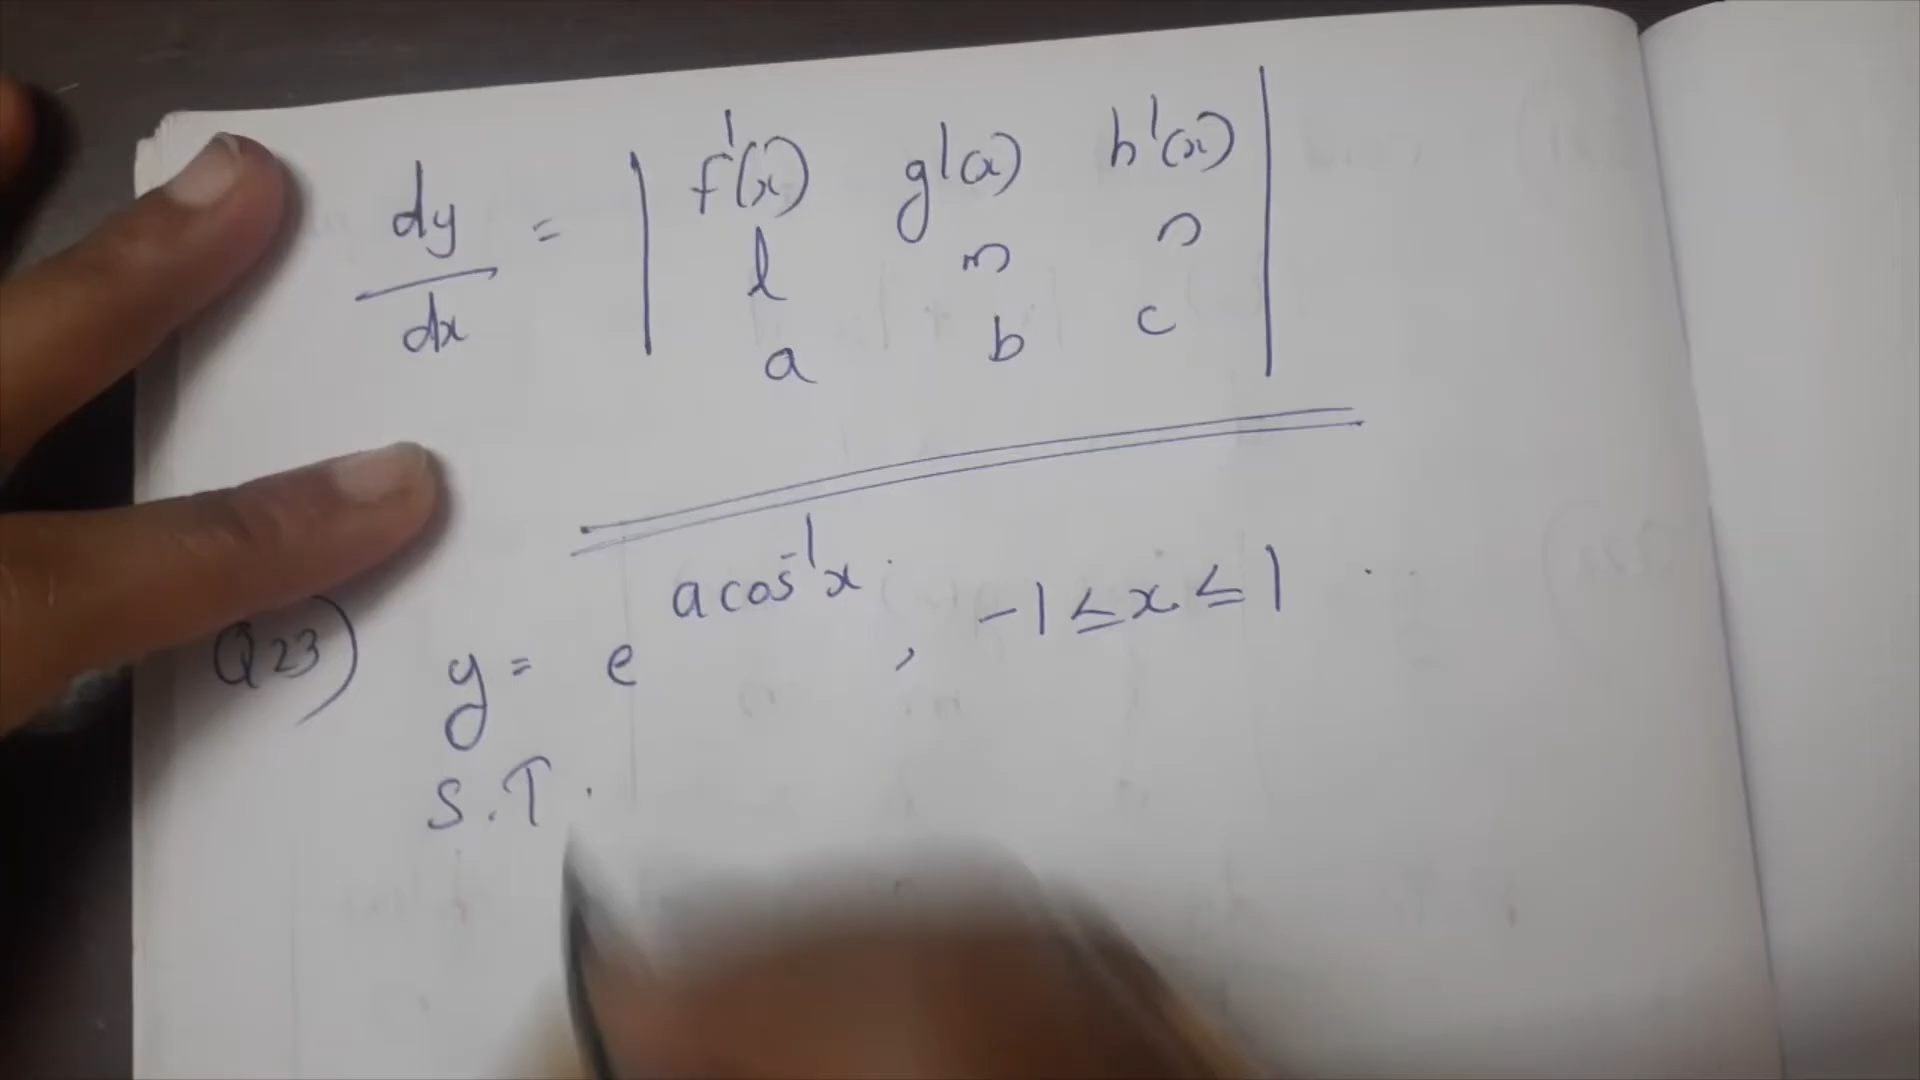 dy/dx = | f'(x) g'(x) h'(x) |
l m n
a b c
Q23) y = e^(a cos⁻¹x), -1 ≤ x ≤ 1
S.T.